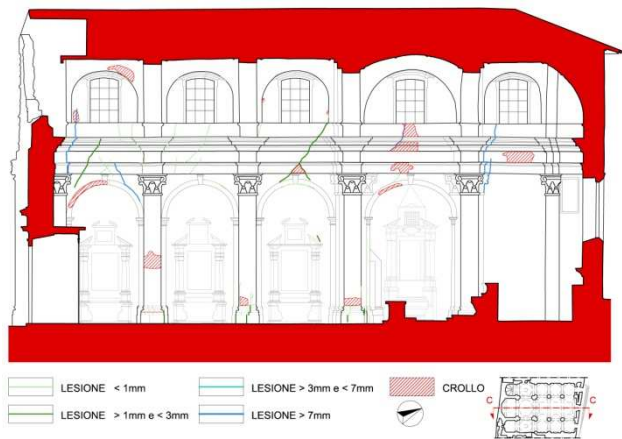 LESIONE < 1mm
LESIONE > 3mm e < 7mm
CROLLO
LESIONE > 1mm e < 3mm
LESIONE > 7mm
C C